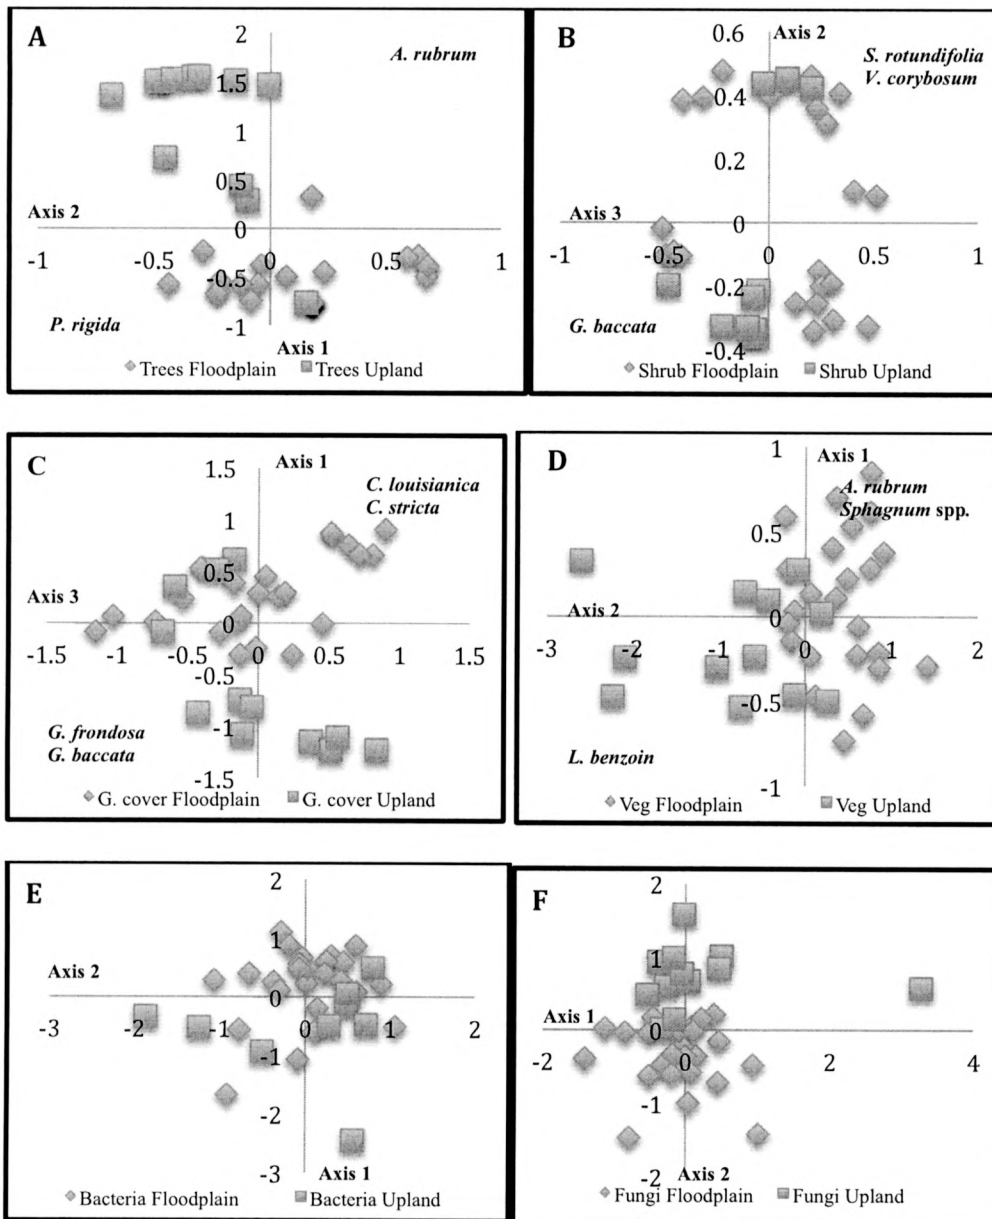 A
2
A. rubrum
1.5
1
0.5
Axis 2
0
-1
-0.5
0
0.5
1
-0.5
P. rigida
-1
Axis 1
Trees Floodplain
Trees Upland
B
0.6
Axis 2
S. rotundifolia
V. corybosum
0.4
0.2
Axis 3
0
-1
-0.5
0
0.5
1
-0.2
G. baccata
-0.4
Shrub Floodplain
Shrub Upland
C
1.5
Axis 1
C. louisianica
C. stricta
1
0.5
Axis 3
0
-1.5
-1
-0.5
0
0.5
1
1.5
-0.5
-1
G. frondosa
G. baccata
-1.5
G. cover Floodplain
G. cover Upland
D
1
Axis 1
A. rubrum
Sphagnum spp.
0.5
Axis 2
0
-3
-2
-1
0
1
2
-0.5
L. benzoin
-1
Veg Floodplain
Veg Upland
E
2
1
Axis 2
0
-3
-2
-1
0
1
2
-1
-2
-3
Axis 1
Bacteria Floodplain
Bacteria Upland
F
2
1
Axis 1
0
-2
0
2
4
-1
-2
Axis 2
Fungi Floodplain
Fungi Upland